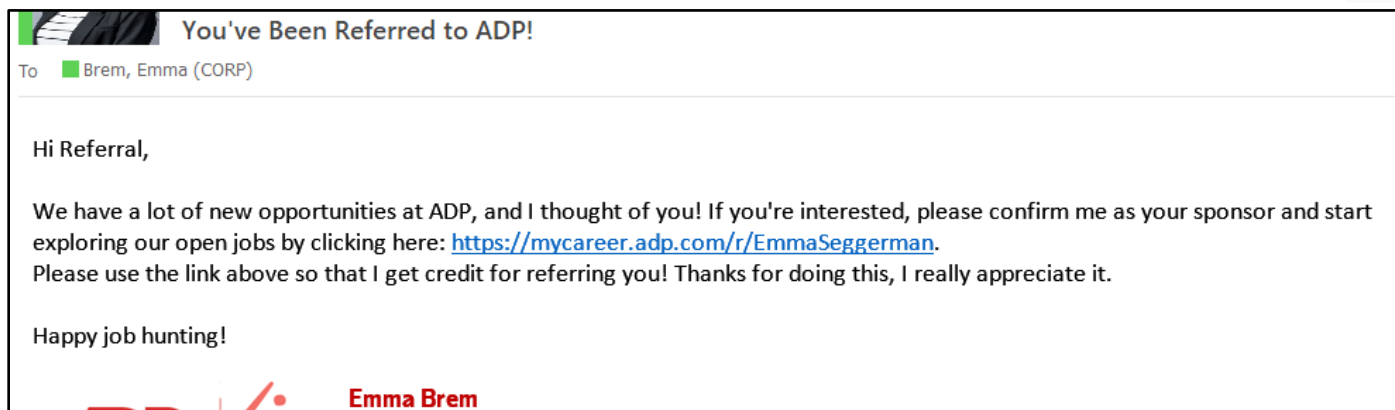 You've Been Referred to ADP!
To Brem, Emma (CORP)
Hi Referral,
We have a lot of new opportunities at ADP, and I thought of you! If you're interested, please confirm me as your sponsor and start
exploring our open jobs by clicking here: https://mycareer.adp.com/r/EmmaSeggerman.
Please use the link above so that I get credit for referring you! Thanks for doing this, I really appreciate it.
Happy job hunting!
Emma Brem